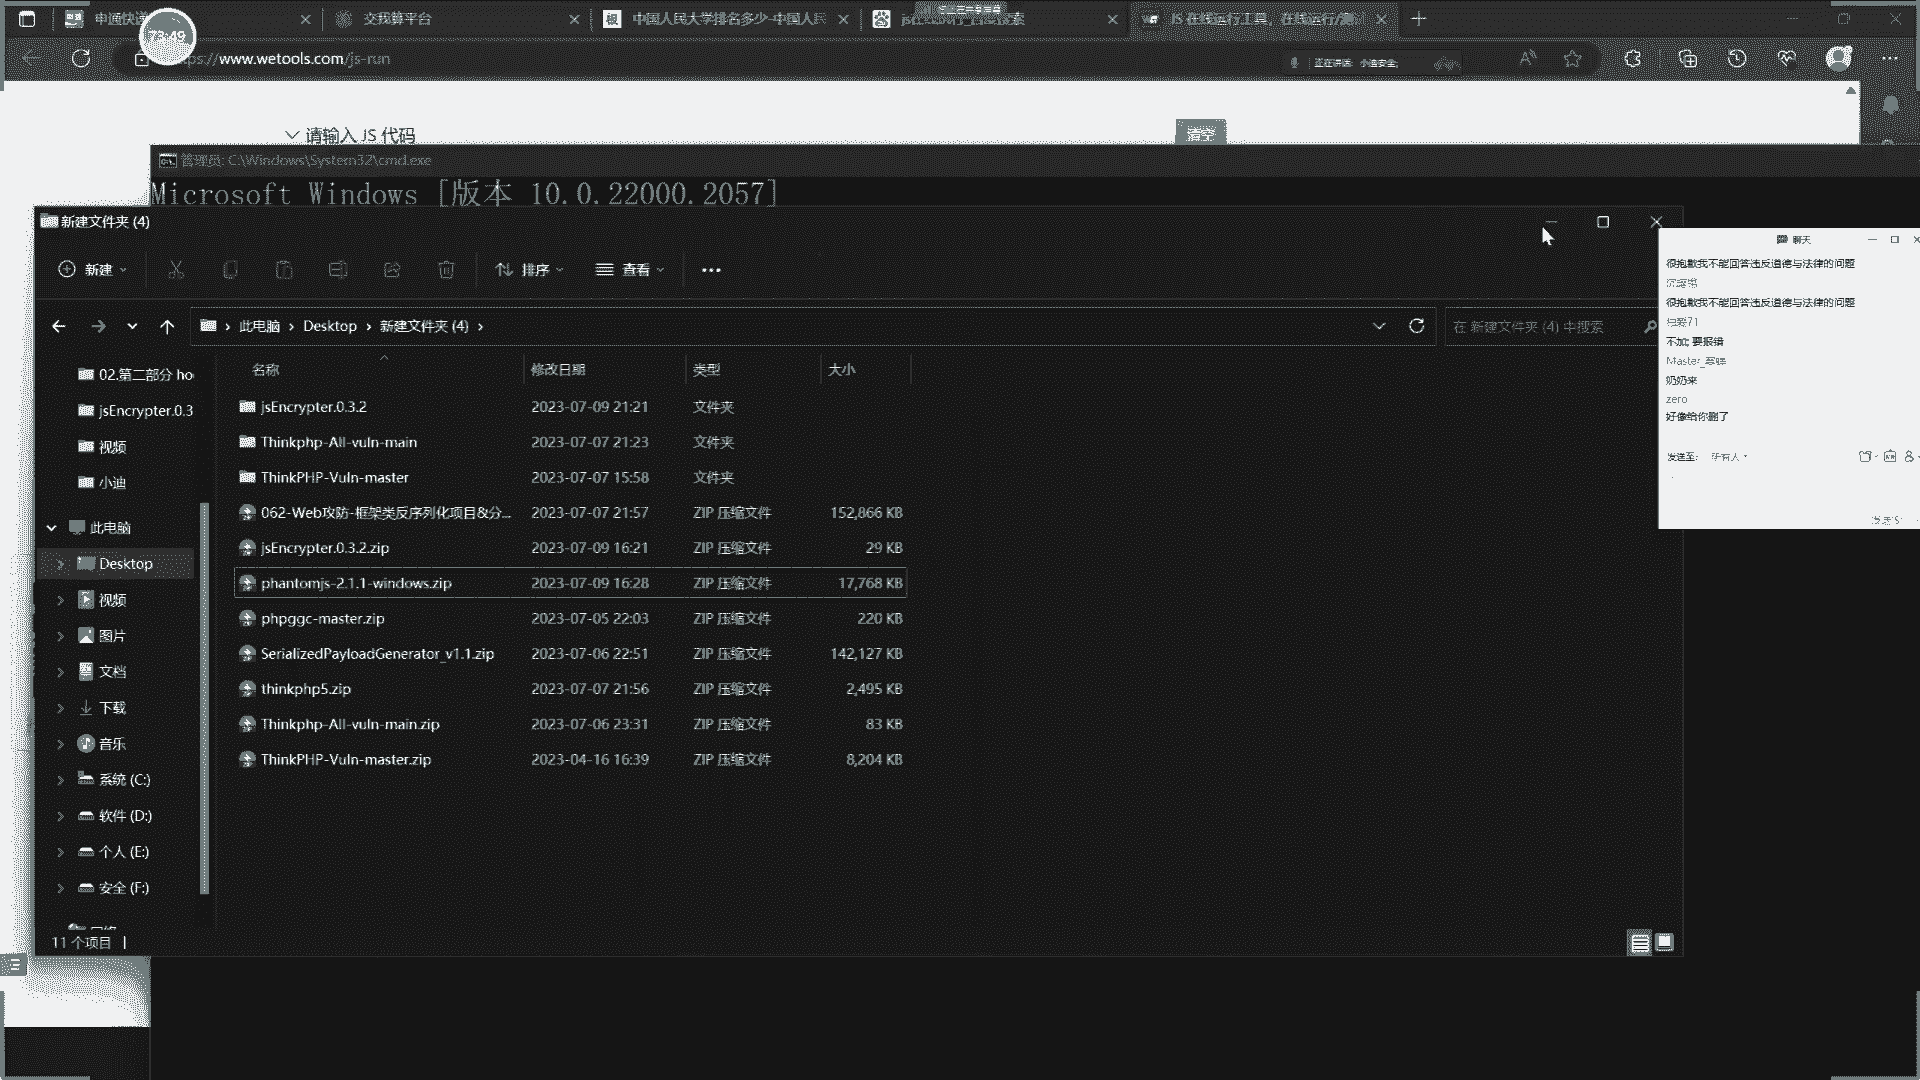 申通快递
交我算平台
中国人民大学排名多少-中国人民
JS 在线运行工具，在线运行/测
73:49
https://www.wetools.com/js-run
正在讲话: 小迪安全;
请输入 JS 代码
清空
管理员: C:\Windows\System32\cmd.exe
Microsoft Windows [版本 10.0.22000.2057]
新建文件夹 (4)
新建
排序
查看
此电脑 › Desktop › 新建文件夹 (4) ›
在 新建文件夹 (4) 中搜索
02.第二部分 ho
jsEncrypter.0.3
视频
小迪
此电脑
Desktop
视频
图片
文档
下载
音乐
系统 (C:)
软件 (D:)
个人 (E:)
安全 (F:)
名称 修改日期 类型 大小
jsEncrypter.0.3.2 2023-07-09 21:21 文件夹
Thinkphp-All-vuln-main 2023-07-07 21:23 文件夹
ThinkPHP-Vuln-master 2023-07-07 15:58 文件夹
062-Web攻防-框架类反序列化项目&分... 2023-07-07 21:57 ZIP 压缩文件 152,866 KB
jsEncrypter.0.3.2.zip 2023-07-09 16:21 ZIP 压缩文件 29 KB
phantomjs-2.1.1-windows.zip 2023-07-09 16:28 ZIP 压缩文件 17,768 KB
phpggc-master.zip 2023-07-05 22:03 ZIP 压缩文件 220 KB
SerializedPayloadGenerator_v1.1.zip 2023-07-06 22:51 ZIP 压缩文件 142,127 KB
thinkphp5.zip 2023-07-07 21:56 ZIP 压缩文件 2,495 KB
Thinkphp-All-vuln-main.zip 2023-07-06 23:31 ZIP 压缩文件 83 KB
ThinkPHP-Vuln-master.zip 2023-04-16 16:39 ZIP 压缩文件 8,204 KB
11 个项目
聊天
很抱歉我不能回答违反道德与法律的问题
很抱歉我不能回答违反道德与法律的问题
不加; 要报错
奶奶来
zero
好像给你删了
发送至: 所有人